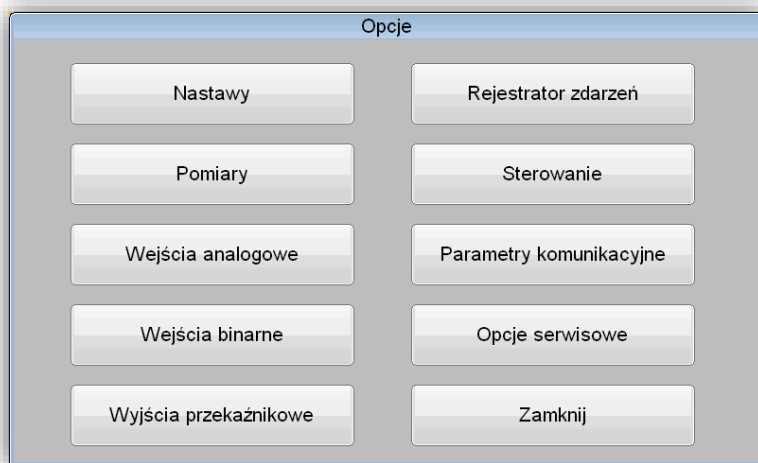 Opcje
Nastawy
Rejestrator zdarzeń
Pomiary
Sterowanie
Wejścia analogowe
Parametry komunikacyjne
Wejścia binarne
Opcje serwisowe
Wyjścia przekaźnikowe
Zamknij